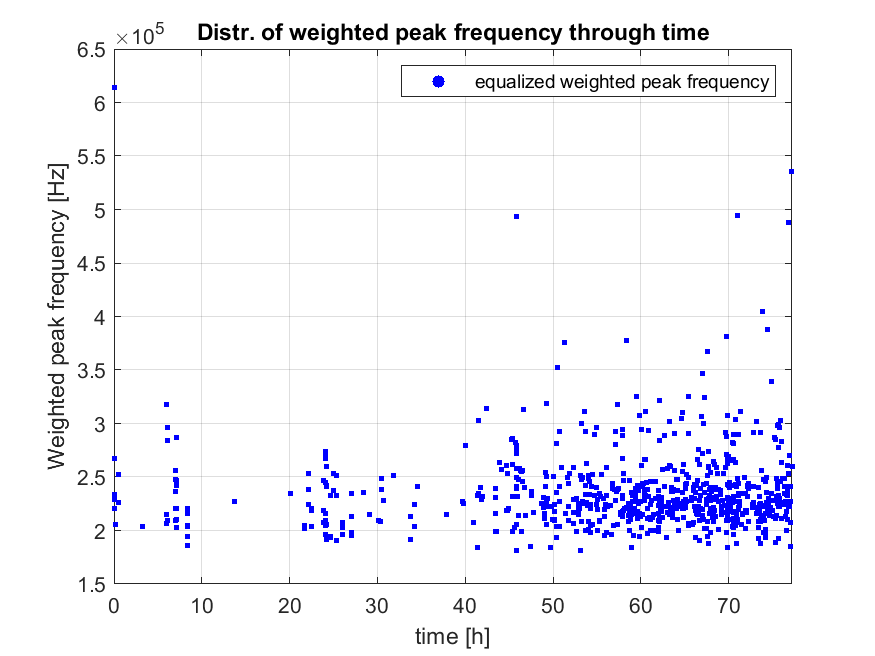 Distr. of weighted peak frequency through time
×10⁵
equalized weighted peak frequency
Weighted peak frequency [Hz]
6.5
6
5.5
5
4.5
4
3.5
3
2.5
2
1.5
0 10 20 30 40 50 60 70
time [h]